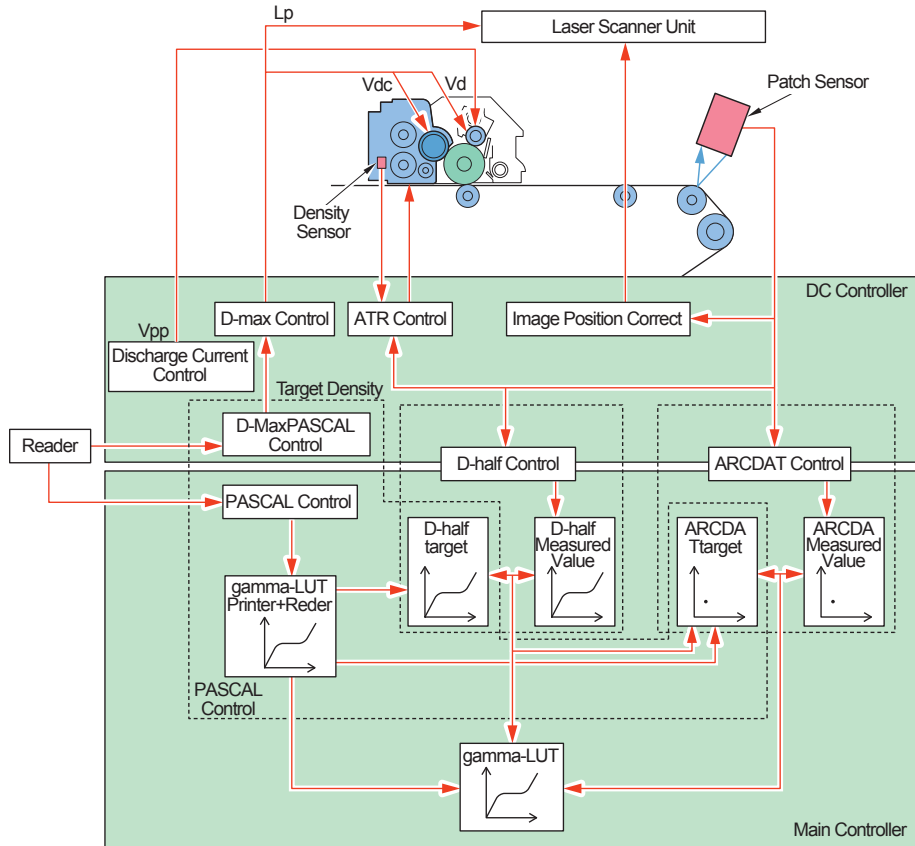 Lp
Laser Scanner Unit
Vdc
Vd
Patch Sensor
Density
Sensor
DC Controller
D-max Control
ATR Control
Image Position Correct
Vpp
Discharge Current
Control
Target Density
D-MaxPASCAL
Control
Reader
D-half Control
ARCDAT Control
PASCAL Control
D-half
target
D-half
Measured
Value
ARCDA
Ttarget
ARCDA
Measured
Value
gamma-LUT
Printer+Reder
PASCAL
Control
gamma-LUT
Main Controller